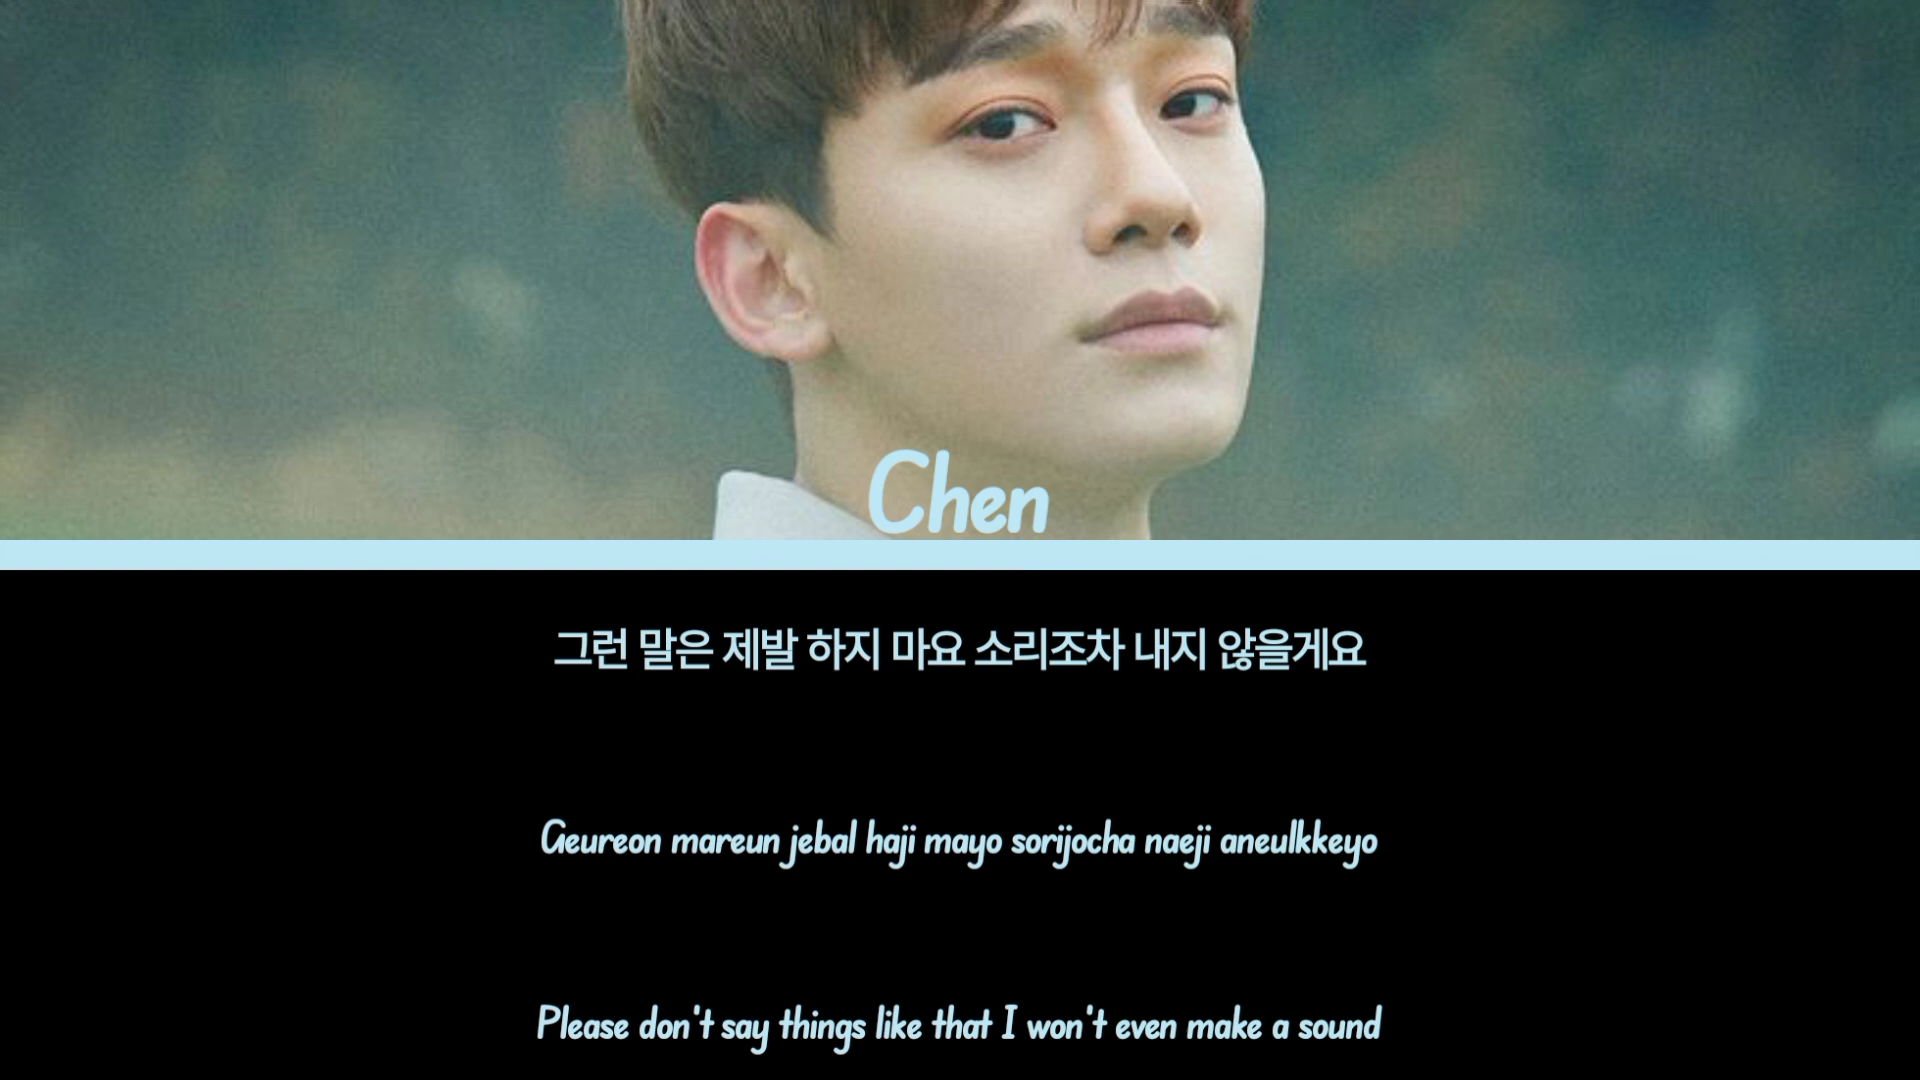 Chen
그런 말은 제발 하지 마요 소리조차 내지 않을게요
Geureon mareun jebal haji mayo sorijocha naeji aneulkkeyo
Please don't say things like that I won't even make a sound